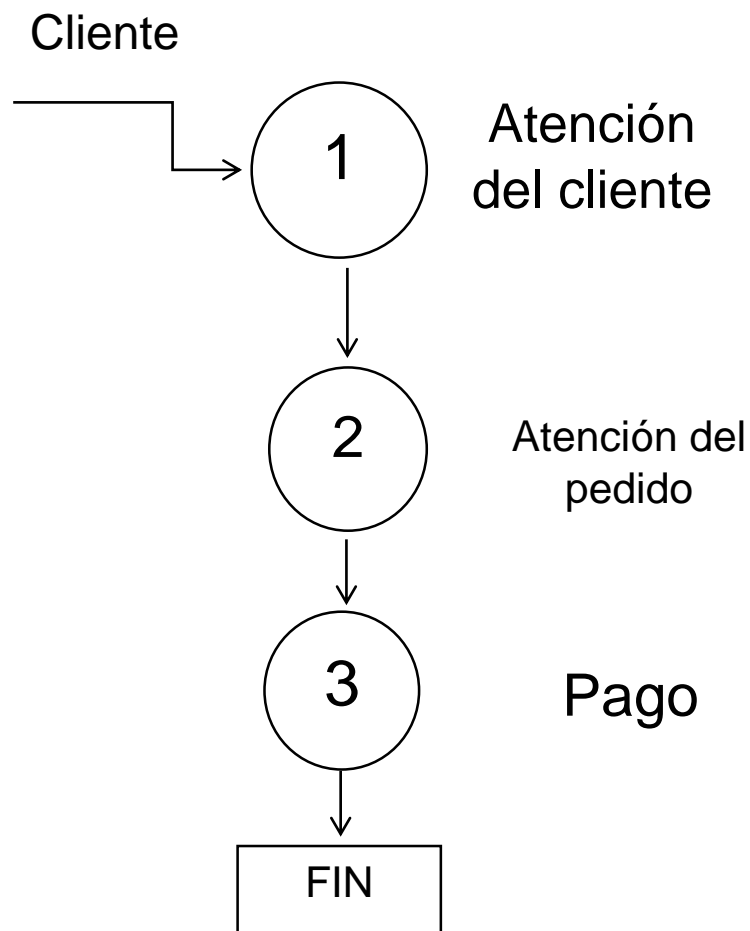 Cliente
1
Atención
del cliente
2
Atención del
pedido
3
Pago
FIN